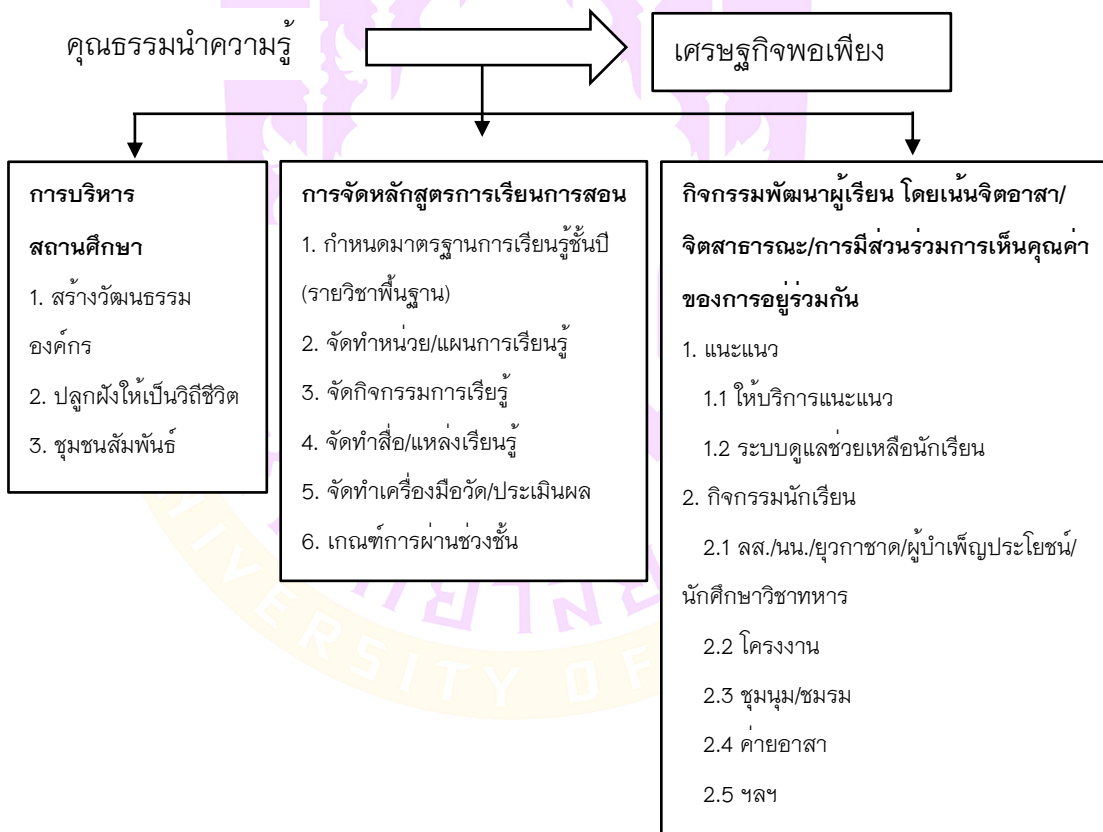 คุณธรรมนำความรู้
เศรษฐกิจพอเพียง
การบริหาร
สถานศึกษา
1. สร้างวัฒนธรรม
องค์กร
2. ปลูกฝังให้เป็นวิถีชีวิต
3. ชุมชนสัมพันธ์
การจัดหลักสูตรการเรียนการสอน
1. กำหนดมาตรฐานการเรียนรู้ชั้นปี
(รายวิชาพื้นฐาน)
2. จัดทำหน่วย/แผนการเรียนรู้
3. จัดกิจกรรมการเรียรู้
4. จัดทำสื่อ/แหล่งเรียนรู้
5. จัดทำเครื่องมือวัด/ประเมินผล
6. เกณฑ์การผ่านช่วงชั้น
กิจกรรมพัฒนาผู้เรียน โดยเน้นจิตอาสา/
จิตสาธารณะ/การมีส่วนร่วมการเห็นคุณค่า
ของการอยู่ร่วมกัน
1. แนะแนว
1.1 ให้บริการแนะแนว
1.2 ระบบดูแลช่วยเหลือนักเรียน
2. กิจกรรมนักเรียน
2.1 ลส./นน./ยุวกาชาด/ผู้บำเพ็ญประโยชน์/
นักศึกษาวิชาทหาร
2.2 โครงงาน
2.3 ชุมนุม/ชมรม
2.4 ค่ายอาสา
2.5 ฯลฯ
ERSITY OF